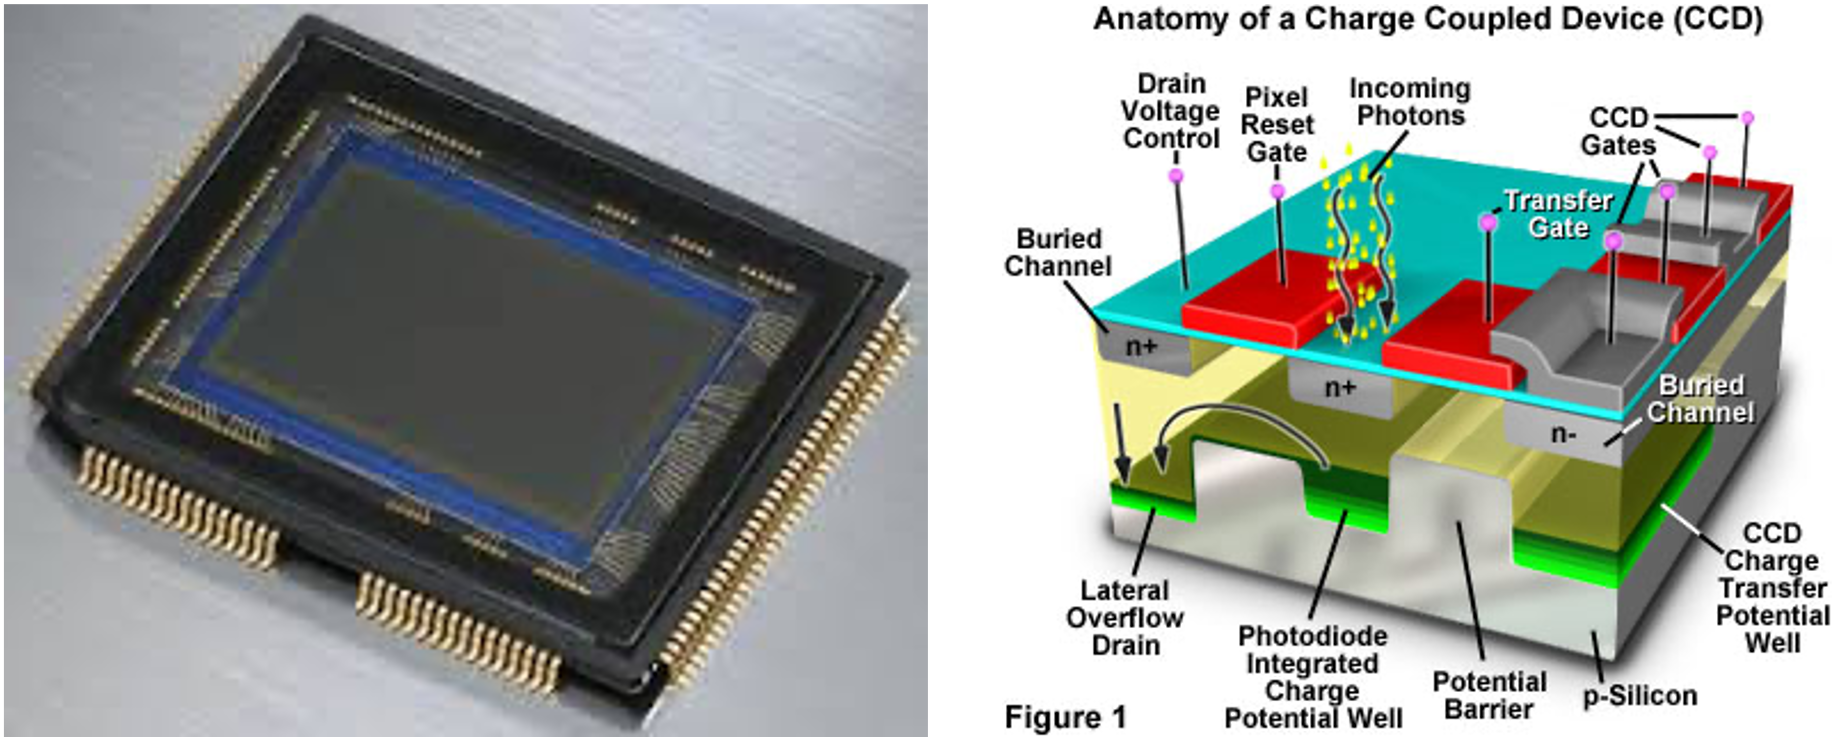 Anatomy of a Charge Coupled Device (CCD)
Drain
Voltage
Control
Pixel
Reset
Gate
Incoming
Photons
CCD
Gates
Transfer
Gate
Buried
Channel
n+
n+
n-
Buried
Channel
Lateral
Overflow
Drain
Photodiode
Integrated
Charge
Potential Well
Potential
Barrier
p-Silicon
CCD
Charge
Transfer
Potential
Well
Figure 1